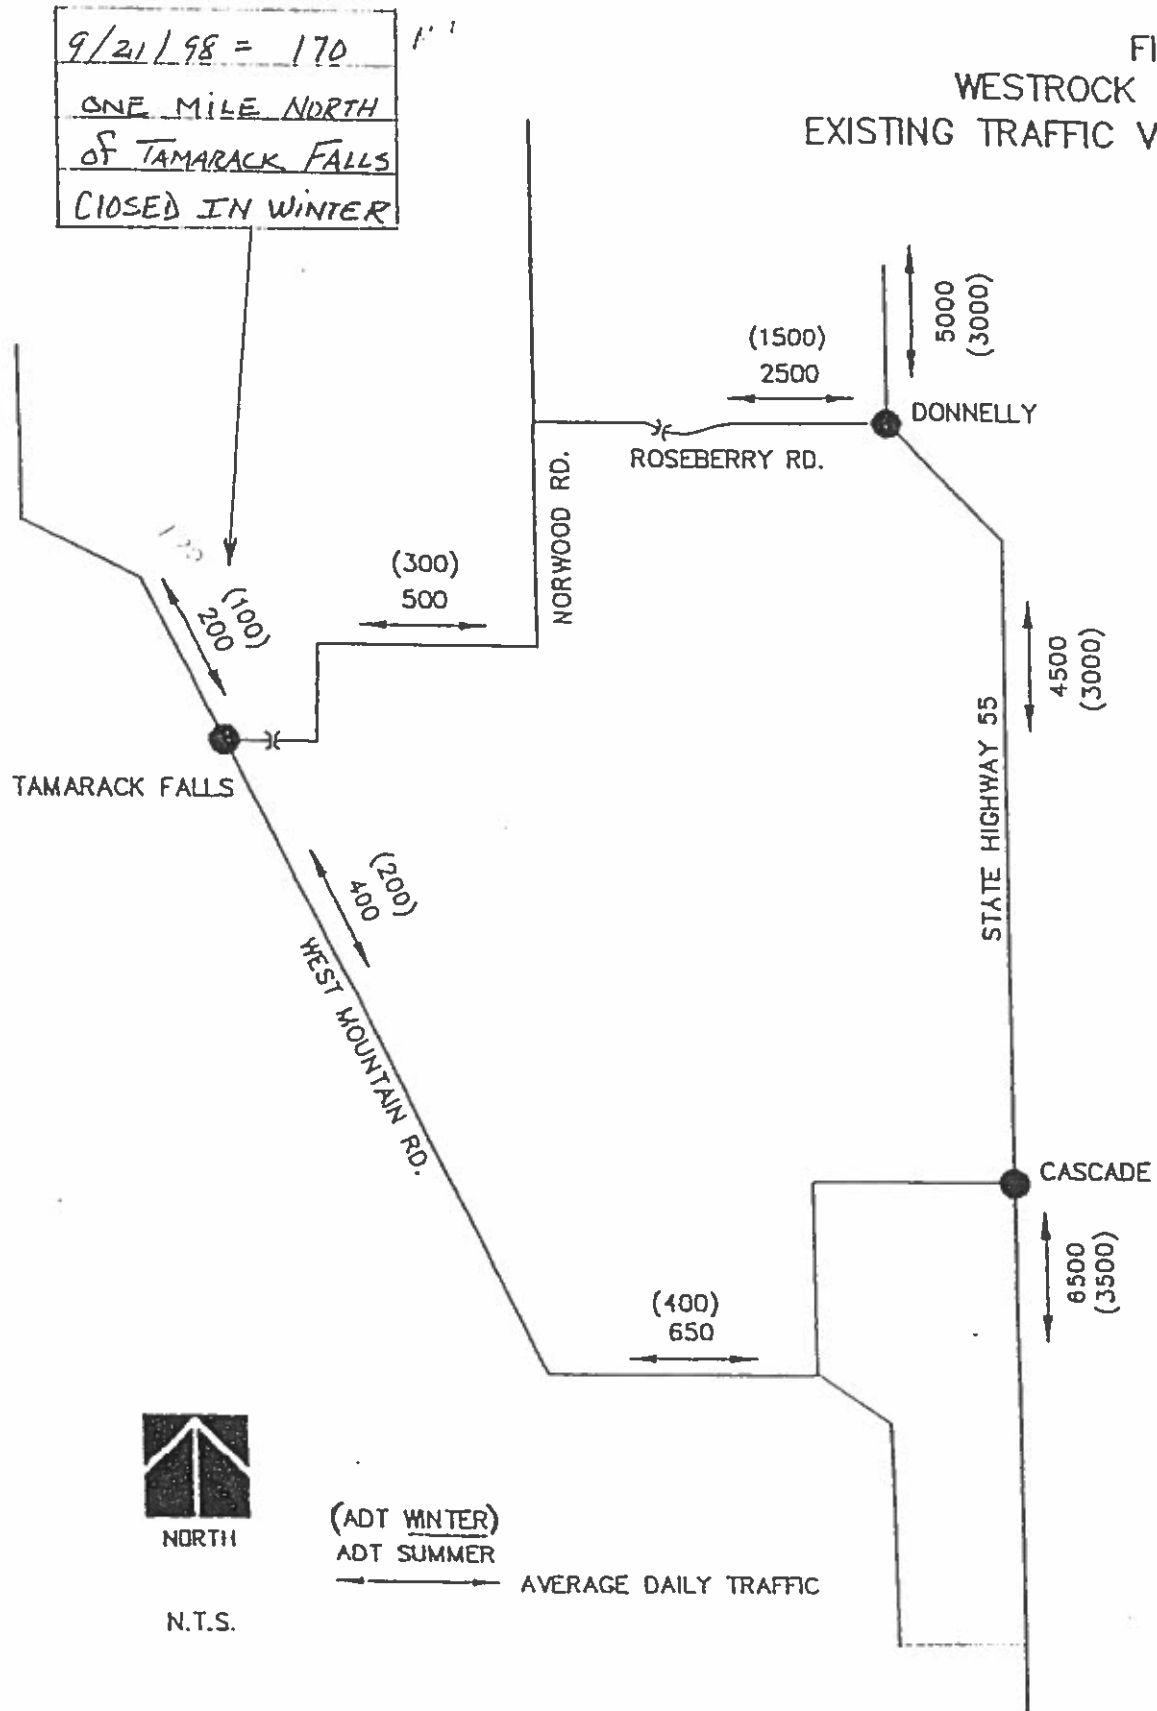 9/21/98 = 170
ONE MILE NORTH
of TAMARACK FALLS
CLOSED IN WINTER
FI
WESTROCK
EXISTING TRAFFIC V
5000
(3000)
(1500)
2500
DONNELLY
ROSEBERRY RD.
NORWOOD RD.
(300)
500
(100)
200
4500
(3000)
STATE HIGHWAY 55
TAMARACK FALLS
(200)
400
WEST MOUNTAIN RD.
CASCADE
6500
(3500)
(400)
650
NORTH
N.T.S.
(ADT WINTER)
ADT SUMMER
AVERAGE DAILY TRAFFIC